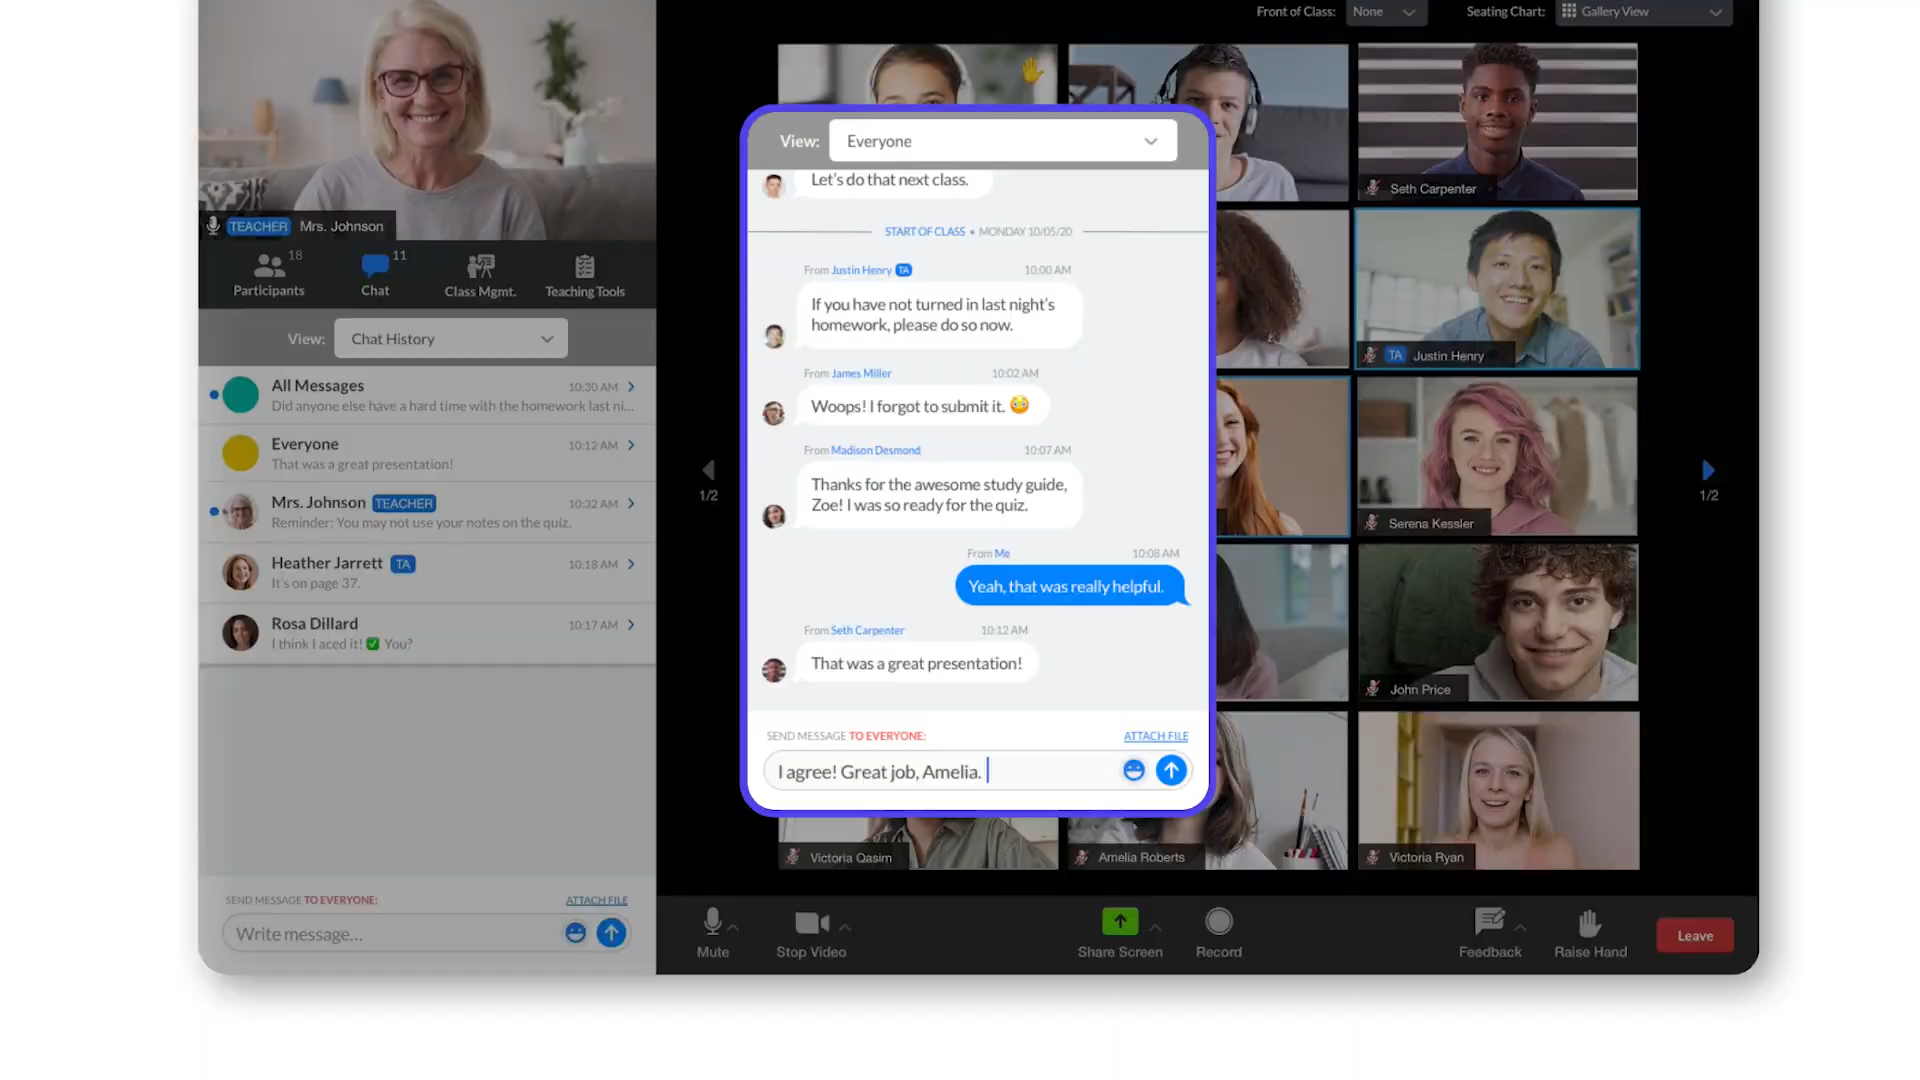 Front of Class: None
Seating Chart: Gallery View
TEACHER Mrs. Johnson
18
Participants
11
Chat
Class Mgmt.
Teaching Tools
View: Chat History
All Messages 10:30 AM
Did anyone else have a hard time with the homework last ni...
Everyone 10:12 AM
That was a great presentation!
Mrs. Johnson TEACHER 10:32 AM
Reminder: You may not use your notes on the quiz.
Heather Jarrett TA 10:18 AM
It's on page 37.
Rosa Dillard 10:17 AM
I think I aced it! ✅ You?
SEND MESSAGE TO EVERYONE: ATTACH FILE
Write message...
View: Everyone
Let's do that next class.
START OF CLASS • MONDAY 10/05/20
From Justin Henry TA 10:00 AM
If you have not turned in last night's
homework, please do so now.
From James Miller 10:02 AM
Woops! I forgot to submit it. 😳
From Madison Desmond 10:07 AM
Thanks for the awesome study guide,
Zoe! I was so ready for the quiz.
From Me 10:08 AM
Yeah, that was really helpful.
From Seth Carpenter 10:12 AM
That was a great presentation!
SEND MESSAGE TO EVERYONE: ATTACH FILE
I agree! Great job, Amelia.
1/2
Seth Carpenter
TA Justin Henry
Serena Kessler
1/2
John Price
Victoria Qasim
Amelia Roberts
Victoria Ryan
Mute
Stop Video
Share Screen
Record
Feedback
Raise Hand
Leave